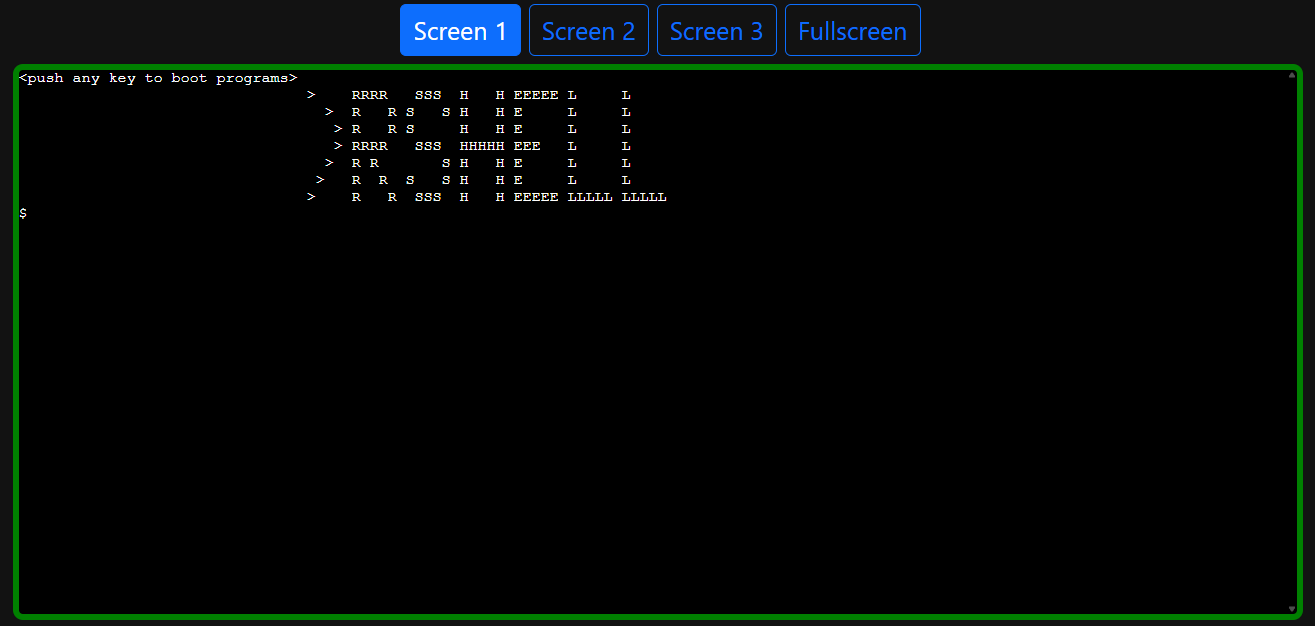 Screen 1 Screen 2 Screen 3 Fullscreen
<push any key to boot programs>
                                >    RRRR   SSS  H   H EEEEE L     L
                                  >  R   R S   S H   H E     L     L
                                   > R   R S     H   H E     L     L
                                   > RRRR   SSS  HHHHH EEE   L     L
                                  >  R R       S H   H E     L     L
                                 >   R  R  S   S H   H E     L     L
                                >    R   R  SSS  H   H EEEEE LLLLL LLLLL
$